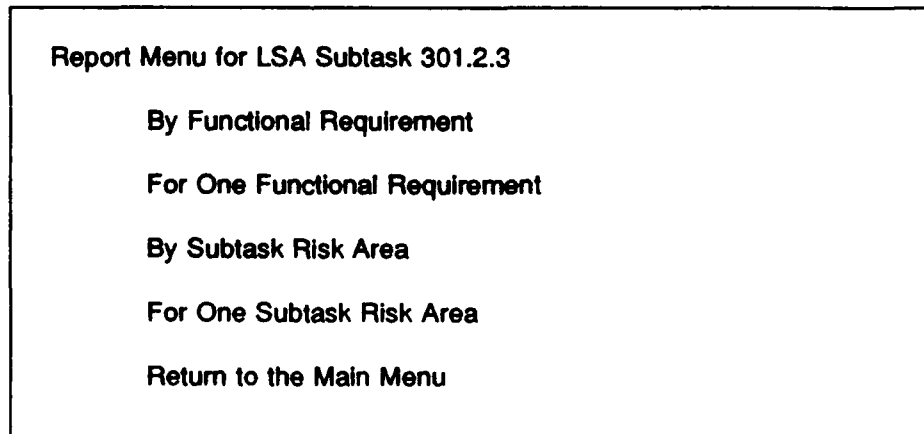 Report Menu for LSA Subtask 301.2.3
By Functional Requirement
For One Functional Requirement
By Subtask Risk Area
For One Subtask Risk Area
Return to the Main Menu